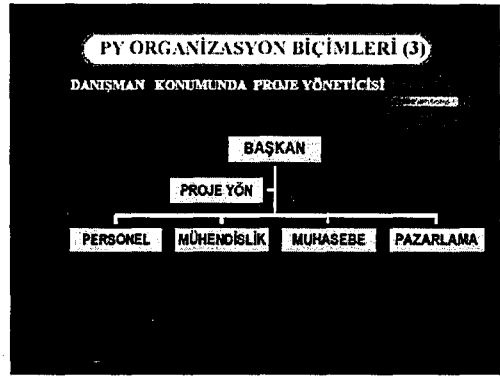 PY ORGANİZASYON BİÇİMLERİ (3)
DANIŞMAN KONUMUNDA PROJE YÖNETİCİSİ
BAŞKAN
PROJE YÖN
PERSONEL MÜHENDİSLİK MUHASEBE PAZARLAMA